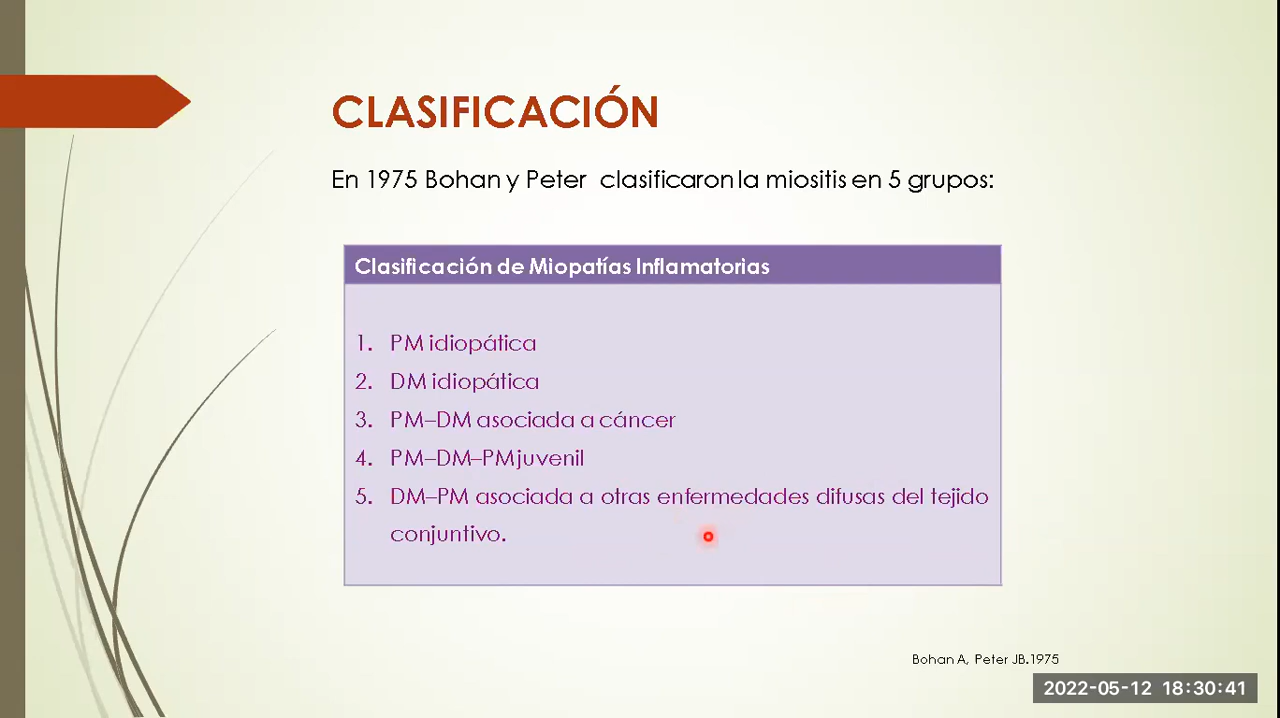 CLASIFICACIÓN
En 1975 Bohan y Peter clasificaron la miositis en 5 grupos:
Clasificación de Miopatías Inflamatorias
1. PM idiopática
2. DM idiopática
3. PM–DM asociada a cáncer
4. PM–DM–PM juvenil
5. DM–PM asociada a otras enfermedades difusas del tejido
conjuntivo.
Bohan A, Peter JB.1975
2022-05-12 18:30:41